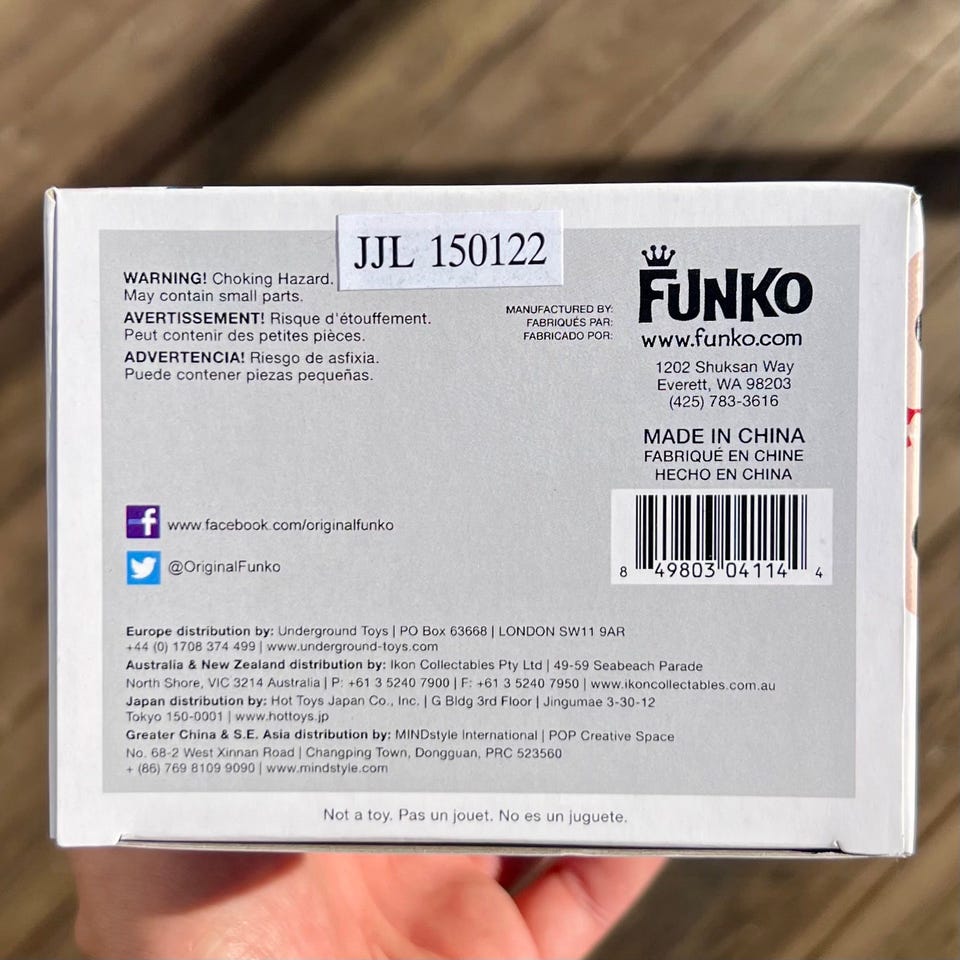 JJL 150122
WARNING! Choking Hazard.
May contain small parts.
AVERTISSEMENT! Risque d'étouffement.
Peut contenir des petites pièces.
ADVERTENCIA! Riesgo de asfixia.
Puede contener piezas pequeñas.
MANUFACTURED BY:
FABRIQUÉS PAR:
FABRICADO POR:
FUNKO
www.funko.com
1202 Shuksan Way
Everett, WA 98203
(425) 783-3616
MADE IN CHINA
FABRIQUÉ EN CHINE
HECHO EN CHINA
f www.facebook.com/originalfunko
@OriginalFunko
8 49803 04114 4
Europe distribution by: Underground Toys | PO Box 63668 | LONDON SW11 9AR
+44 (0) 1708 374 499 | www.underground-toys.com
Australia & New Zealand distribution by: Ikon Collectables Pty Ltd | 49-59 Seabeach Parade
North Shore, VIC 3214 Australia | P: +61 3 5240 7900 | F: +61 3 5240 7950 | www.ikoncollectables.com.au
Japan distribution by: Hot Toys Japan Co., Inc. | G Bldg 3rd Floor | Jingumae 3-30-12
Tokyo 150-0001 | www.hottoys.jp
Greater China & S.E. Asia distribution by: MINDstyle International | POP Creative Space
No. 68-2 West Xinnan Road | Changping Town, Dongguan, PRC 523560
+ (86) 769 8109 9090 | www.mindstyle.com
Not a toy. Pas un jouet. No es un juguete.